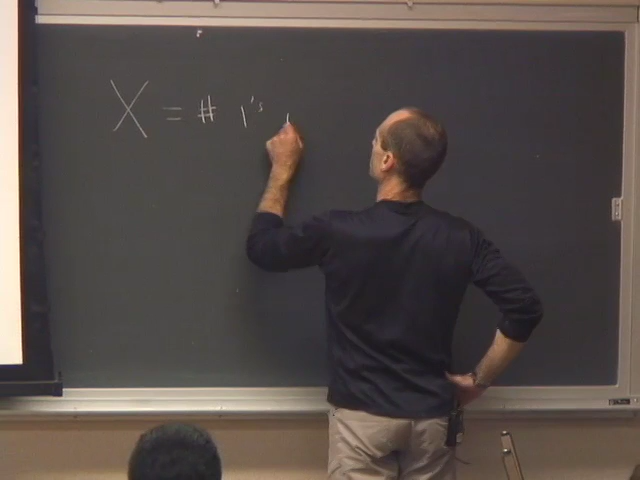 X = # 1's